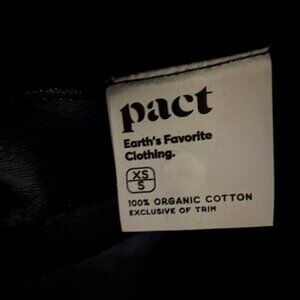 pact
Earth's Favorite
Clothing.
XS
S
100% ORGANIC COTTON
EXCLUSIVE OF TRIM